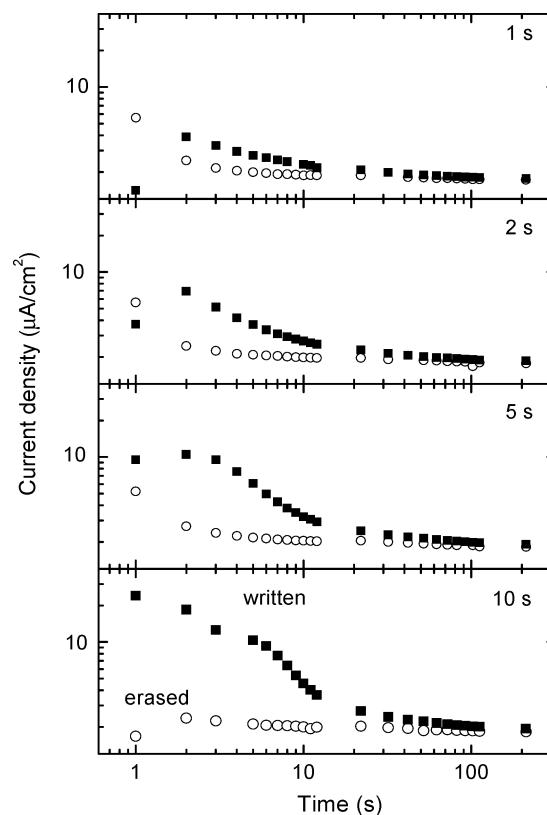 1 s
10
2 s
10
5 s
10
10 s
written
10
erased
Current density (μA/cm²)
1
10
100
Time (s)